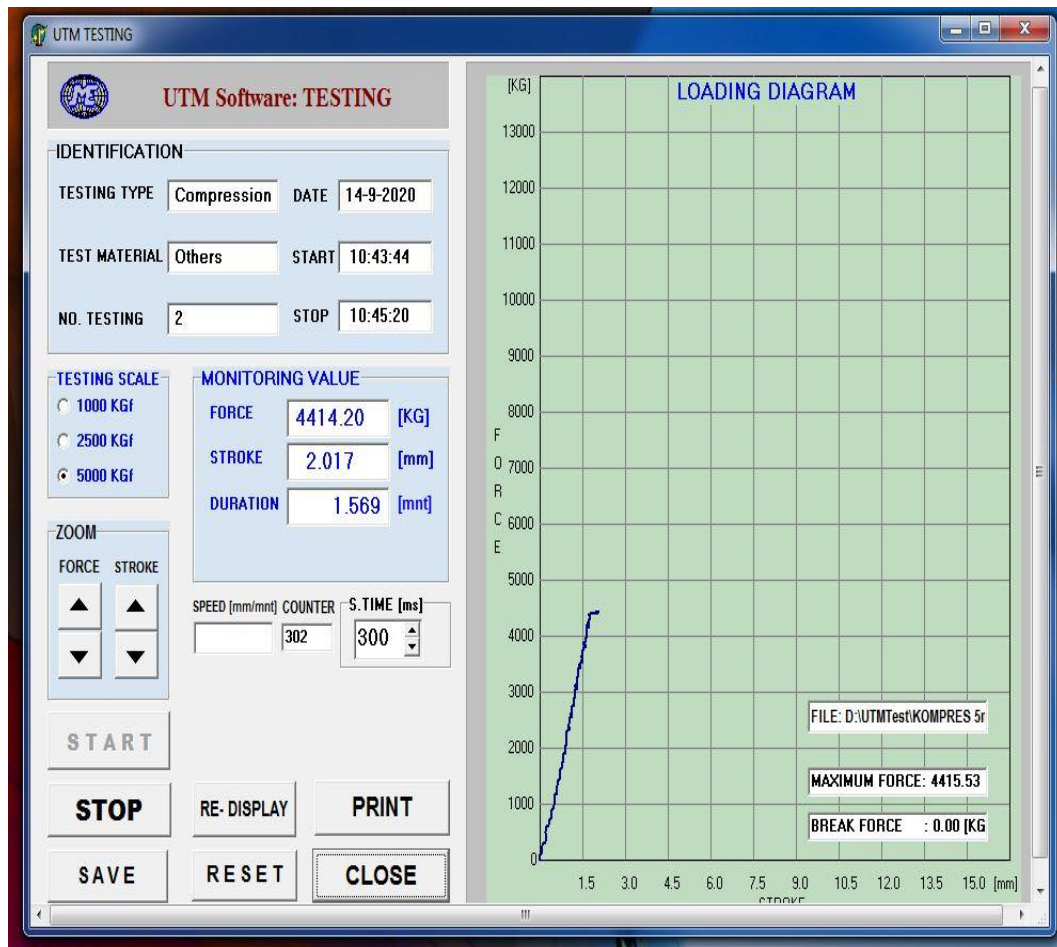 UTM TESTING
ME
UTM Software: TESTING
IDENTIFICATION
TESTING TYPE Compression DATE 14-9-2020
TEST MATERIAL Others START 10:43:44
NO. TESTING 2 STOP 10:45:20
TESTING SCALE
1000 KGf
2500 KGf
5000 KGf
MONITORING VALUE
FORCE 4414.20 [KG]
STROKE 2.017 [mm]
DURATION 1.569 [mnt]
ZOOM
FORCE STROKE
SPEED [mm/mnt] COUNTER S.TIME [ms]
302 300
START
STOP RE-DISPLAY PRINT
SAVE RESET CLOSE
[KG]
LOADING DIAGRAM
13000
12000
11000
10000
9000
8000
7000
6000
5000
4000
3000
2000
1000
0
FORCE
FILE: D:\UTMTest\KOMPRES 5r
MAXIMUM FORCE: 4415.53
BREAK FORCE : 0.00 [KG
1.5 3.0 4.5 6.0 7.5 9.0 10.5 12.0 13.5 15.0 [mm]
STROKE